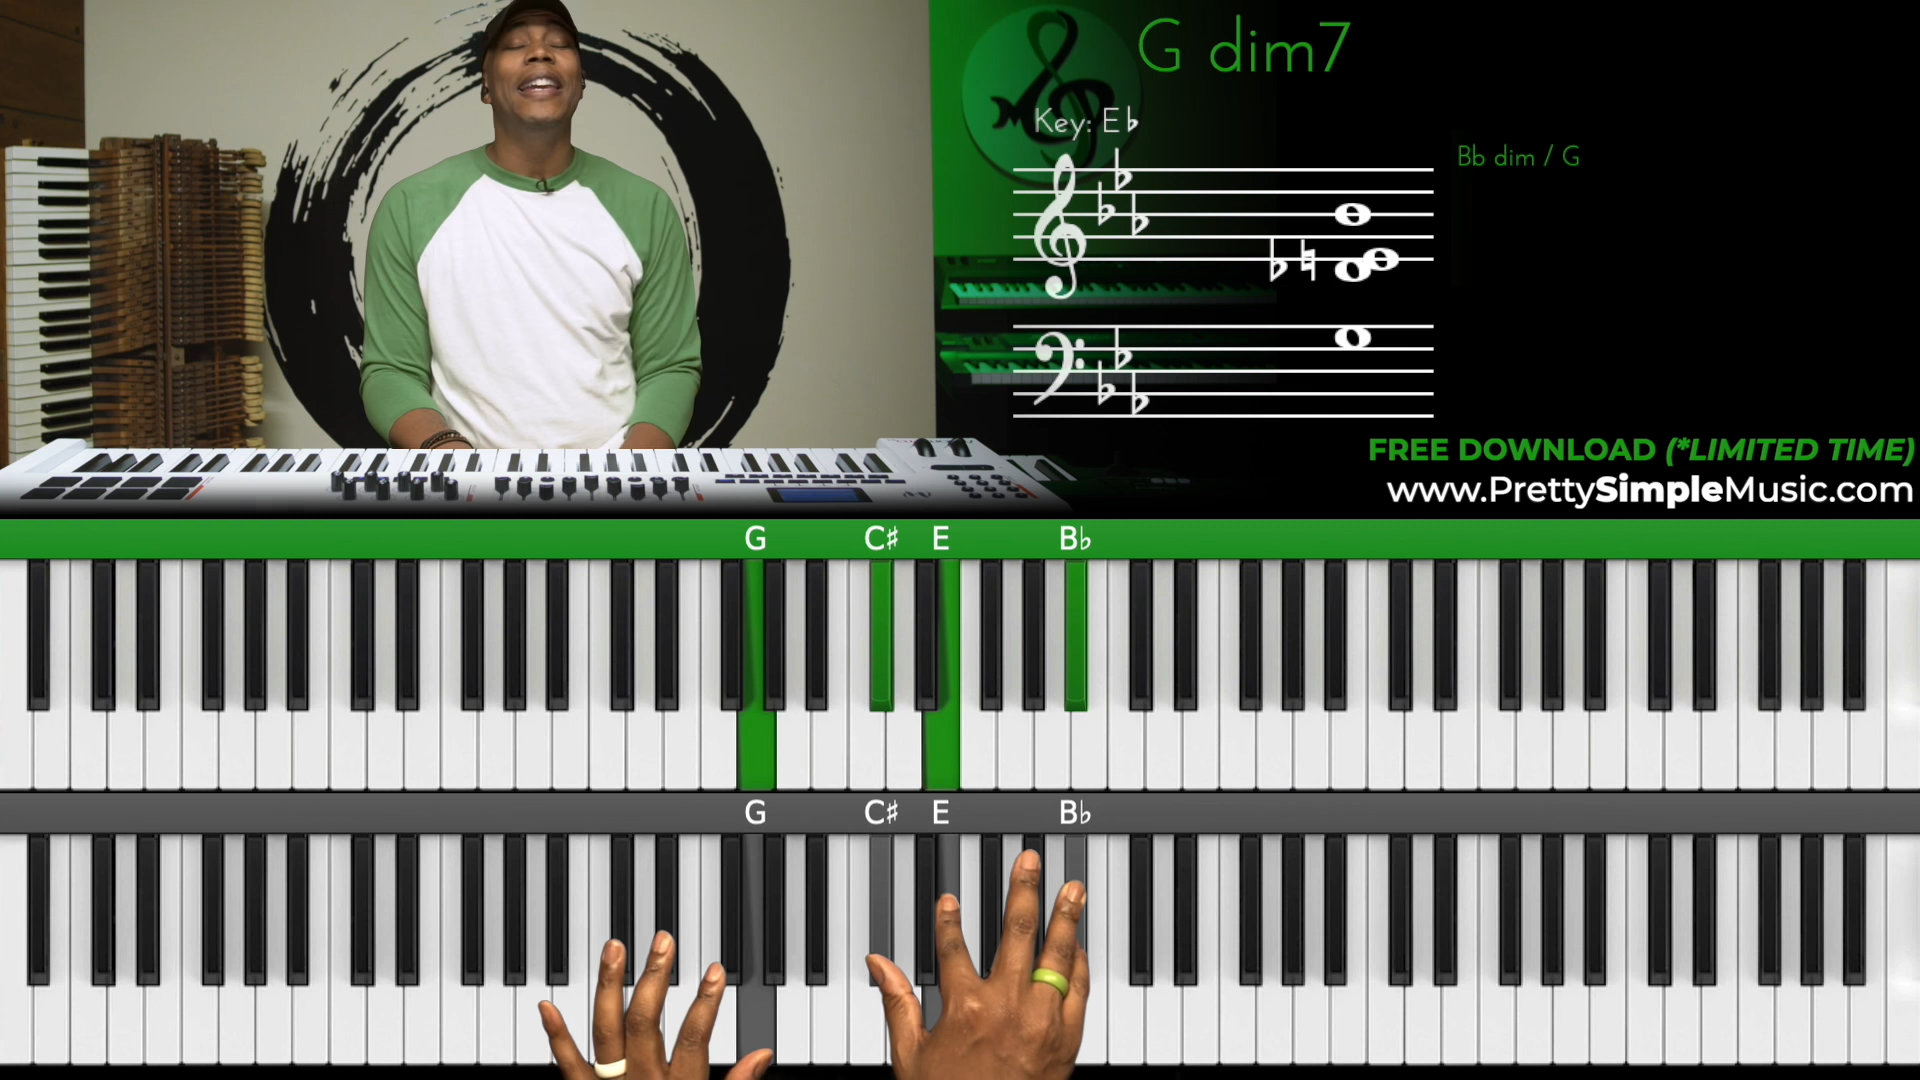 G dim7
Key: E♭
Bb dim / G
FREE DOWNLOAD (*LIMITED TIME)
www.PrettySimpleMusic.com
G C♯ E B♭
G C♯ E B♭